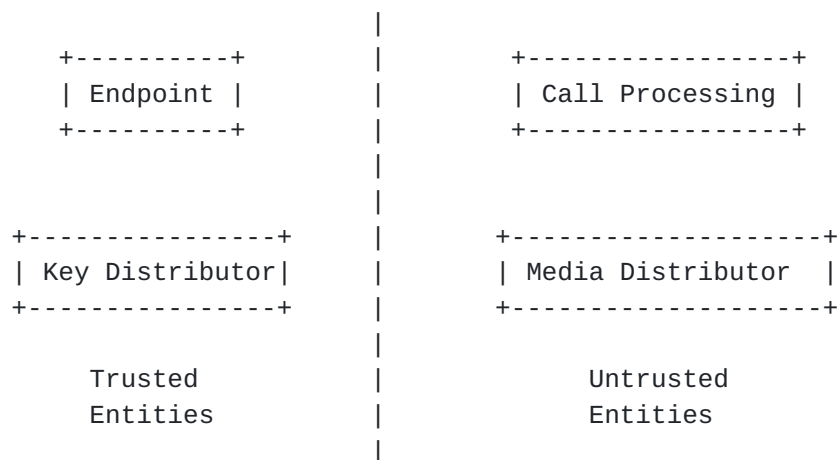 Endpoint
Call Processing
Key Distributor
Media Distributor
Trusted
Entities
Untrusted
Entities